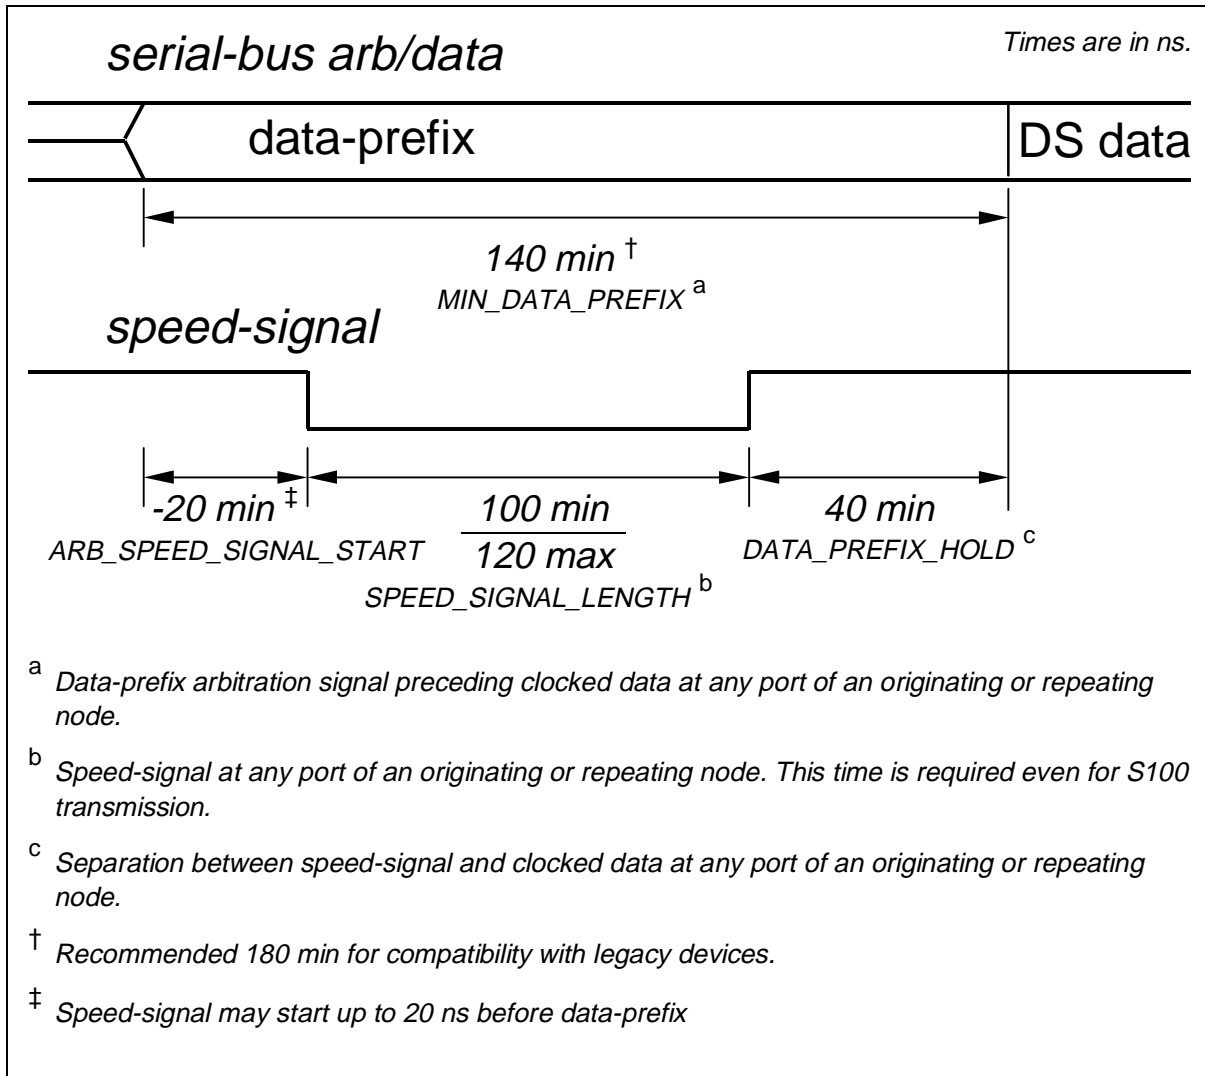 serial-bus arb/data
Times are in ns.
data-prefix
DS data
140 min †
MIN_DATA_PREFIX a
speed-signal
-20 min ‡
ARB_SPEED_SIGNAL_START
100 min
120 max
SPEED_SIGNAL_LENGTH b
40 min
DATA_PREFIX_HOLD c
a Data-prefix arbitration signal preceding clocked data at any port of an originating or repeating
node.
b Speed-signal at any port of an originating or repeating node. This time is required even for S100
transmission.
c Separation between speed-signal and clocked data at any port of an originating or repeating
node.
† Recommended 180 min for compatibility with legacy devices.
‡ Speed-signal may start up to 20 ns before data-prefix